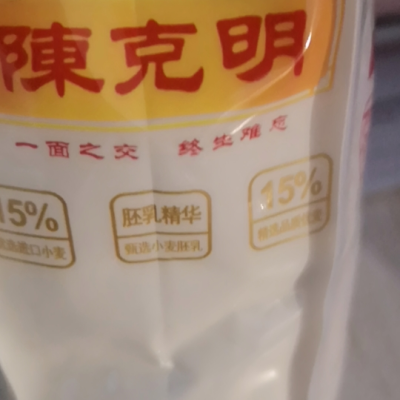 陳克明
一面之交 终生难忘
15%
胚乳精华
15%
甄选小麦胚乳